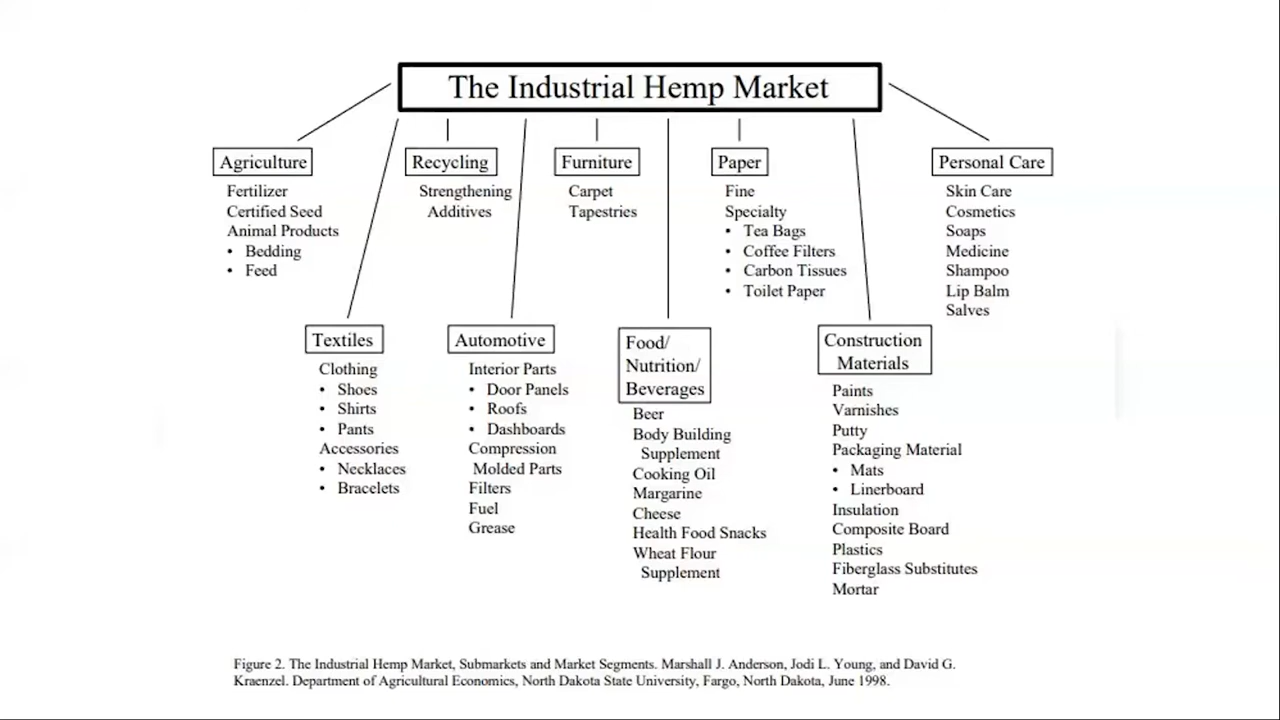 The Industrial Hemp Market
Agriculture
Fertilizer
Certified Seed
Animal Products
• Bedding
• Feed
Recycling
Strengthening
Additives
Furniture
Carpet
Tapestries
Paper
Fine
Specialty
• Tea Bags
• Coffee Filters
• Carbon Tissues
• Toilet Paper
Personal Care
Skin Care
Cosmetics
Soaps
Medicine
Shampoo
Lip Balm
Salves
Textiles
Clothing
• Shoes
• Shirts
• Pants
Accessories
• Necklaces
• Bracelets
Automotive
Interior Parts
• Door Panels
• Roofs
• Dashboards
Compression
Molded Parts
Filters
Fuel
Grease
Food/
Nutrition/
Beverages
Beer
Body Building
Supplement
Cooking Oil
Margarine
Cheese
Health Food Snacks
Wheat Flour
Supplement
Construction
Materials
Paints
Varnishes
Putty
Packaging Material
• Mats
• Linerboard
Insulation
Composite Board
Plastics
Fiberglass Substitutes
Mortar
Figure 2. The Industrial Hemp Market, Submarkets and Market Segments. Marshall J. Anderson, Jodi L. Young, and David G.
Kraenzel. Department of Agricultural Economics, North Dakota State University, Fargo, North Dakota, June 1998.